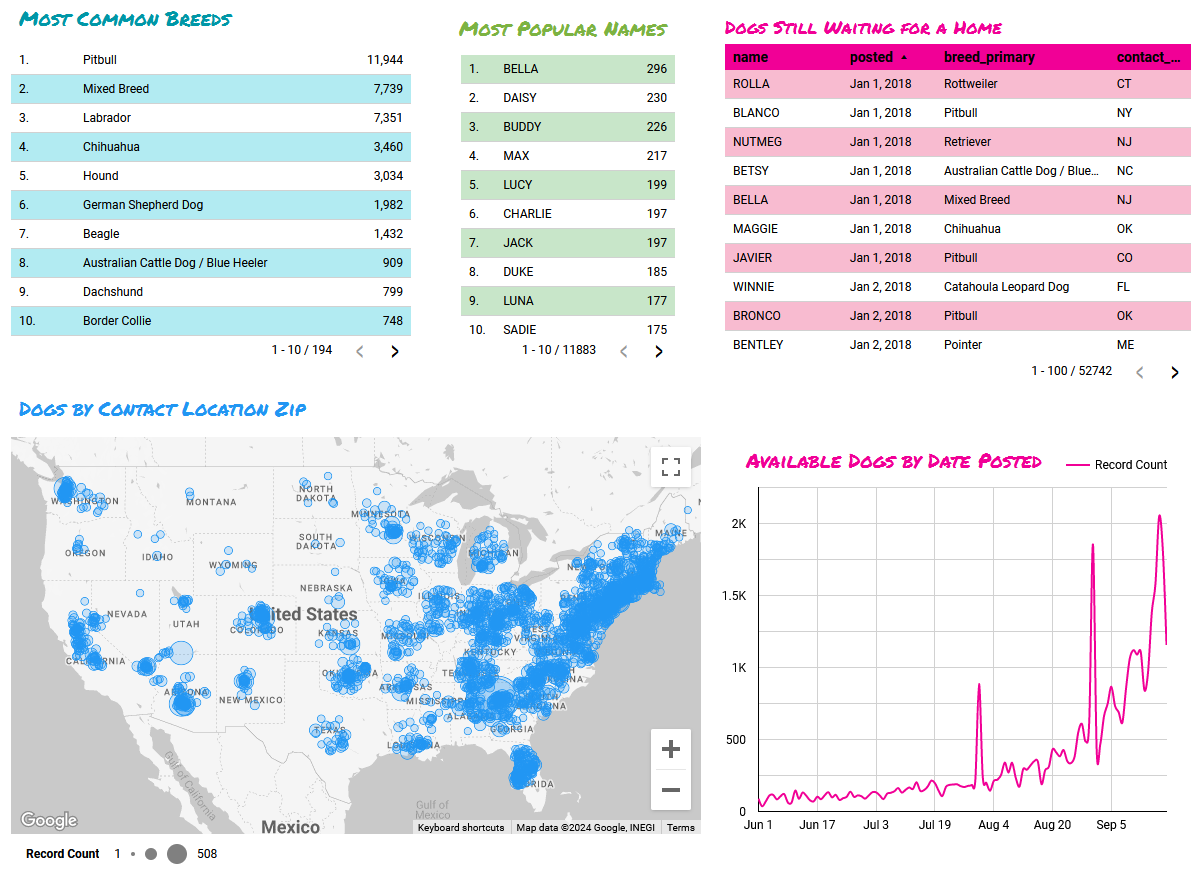 Most Common Breeds
1. Pitbull 11,944
2. Mixed Breed 7,739
3. Labrador 7,351
4. Chihuahua 3,460
5. Hound 3,034
6. German Shepherd Dog 1,982
7. Beagle 1,432
8. Australian Cattle Dog / Blue Heeler 909
9. Dachshund 799
10. Border Collie 748
1 - 10 / 194
Most Popular Names
1. BELLA 296
2. DAISY 230
3. BUDDY 226
4. MAX 217
5. LUCY 199
6. CHARLIE 197
7. JACK 197
8. DUKE 185
9. LUNA 177
10. SADIE 175
1 - 10 / 11883
Dogs Still Waiting for a Home
name posted breed_primary contact_...
ROLLA Jan 1, 2018 Rottweiler CT
BLANCO Jan 1, 2018 Pitbull NY
NUTMEG Jan 1, 2018 Retriever NJ
BETSY Jan 1, 2018 Australian Cattle Dog / Blue... NC
BELLA Jan 1, 2018 Mixed Breed NJ
MAGGIE Jan 1, 2018 Chihuahua OK
JAVIER Jan 1, 2018 Pitbull CO
WINNIE Jan 2, 2018 Catahoula Leopard Dog FL
BRONCO Jan 2, 2018 Pitbull OK
BENTLEY Jan 2, 2018 Pointer ME
1 - 100 / 52742
Dogs by Contact Location Zip
WASHINGTON
MONTANA
NORTH
DAKOTA
MINNESOTA
OREGON
IDAHO
WYOMING
SOUTH
DAKOTA
WISCONSIN
MICHIGAN
MAINE
NEBRASKA
NEVADA
UTAH
United States
COLORADO
KANSAS
MISSOURI
KENTUCKY
CALIFORNIA
ARIZONA
NEW MEXICO
OKLAHOMA
ARKANSAS
MISSISSIPPI
GEORGIA
TEXAS
LOUISIANA
FLORIDA
Gulf of
California
Gulf of
Mexico
Mexico
Google
Keyboard shortcuts Map data ©2024 Google, INEGI Terms
Record Count 1 508
Available Dogs by Date Posted
Record Count
2K
1.5K
1K
500
0
Jun 1 Jun 17 Jul 3 Jul 19 Aug 4 Aug 20 Sep 5